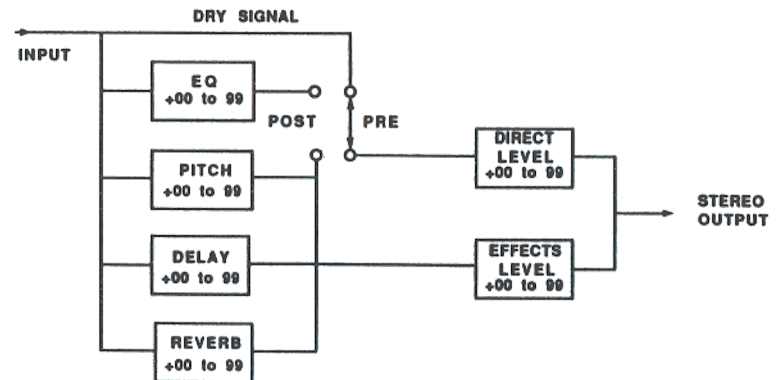 DRY SIGNAL
INPUT
EQ
+00 to 99
POST
PRE
PITCH
+00 to 99
DIRECT
LEVEL
+00 to 99
STEREO
OUTPUT
DELAY
+00 to 99
EFFECTS
LEVEL
+00 to 99
REVERB
+00 to 99